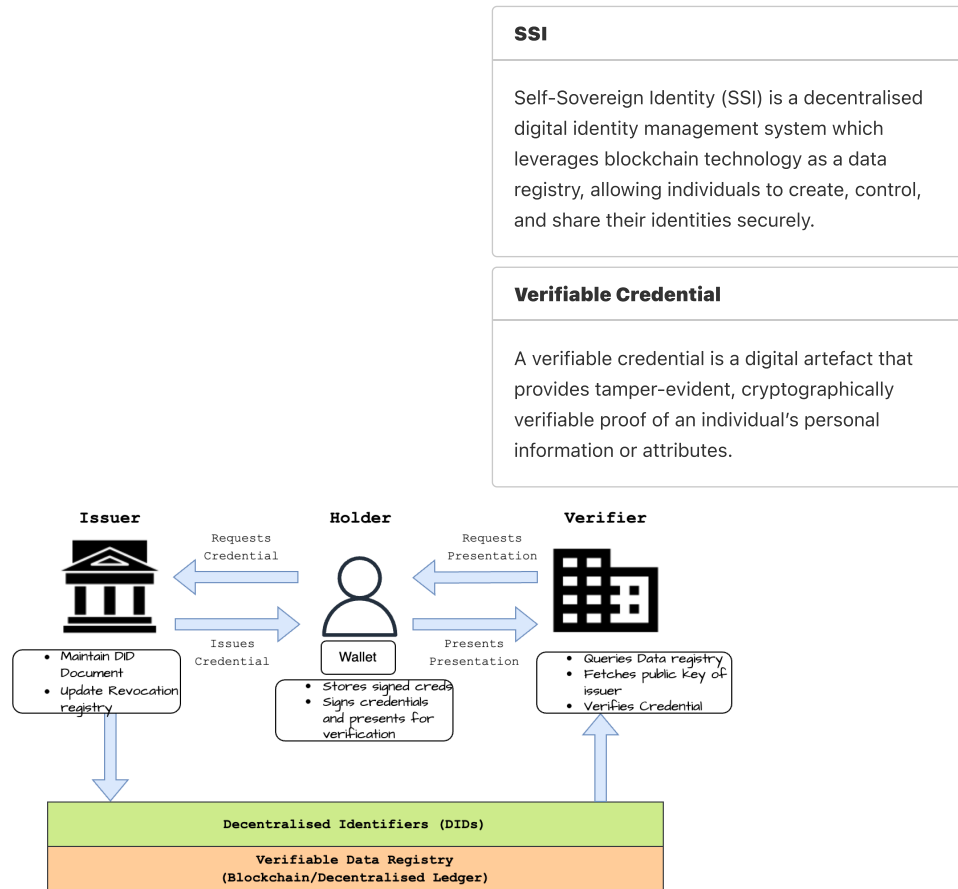 SSI
Self-Sovereign Identity (SSI) is a decentralised
digital identity management system which
leverages blockchain technology as a data
registry, allowing individuals to create, control,
and share their identities securely.
Verifiable Credential
A verifiable credential is a digital artefact that
provides tamper-evident, cryptographically
verifiable proof of an individual’s personal
information or attributes.
Issuer
Holder
Verifier
Requests
Credential
Requests
Presentation
Issues
Credential
Wallet
Presents
Presentation
• Maintain DID
Document
• Update Revocation
registry
• Stores signed creds
• Signs credentials
and presents for
verification
• Queries Data registry
• Fetches public key of
issuer
• Verifies Credential
Decentralised Identifiers (DIDs)
Verifiable Data Registry
(Blockchain/Decentralised Ledger)